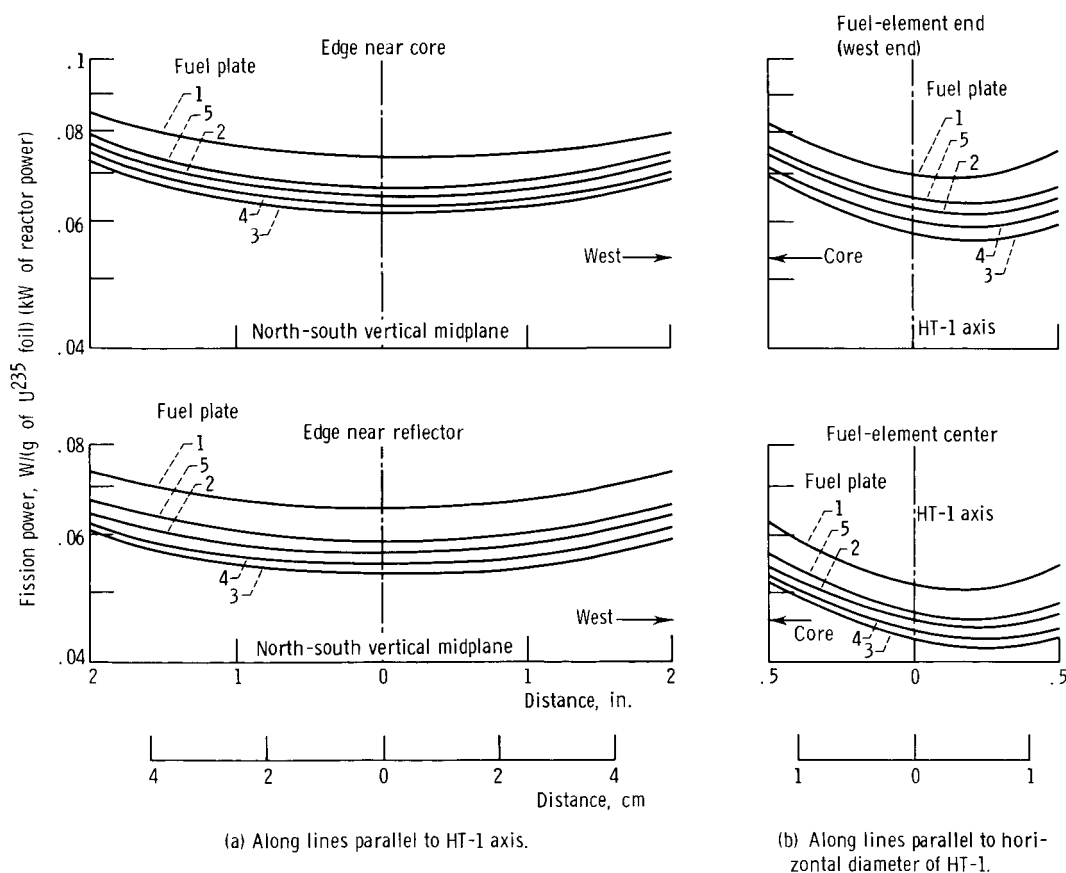 Fission power, W/(g of U235 foil) (kW of reactor power)
Edge near core
.1
Fuel plate
1
5
2
.08
.06
4
3
West
North-south vertical midplane
.04
Fuel-element end
(west end)
Fuel plate
1
5
2
4
3
Core
HT-1 axis
.08
Fuel plate
Edge near reflector
1
5
2
.06
4
3
West
North-south vertical midplane
.04
2 1 0 1 2
Distance, in.
4 2 0 2 4
Distance, cm
(a) Along lines parallel to HT-1 axis.
Fuel-element center
Fuel plate
HT-1 axis
1
5
2
4
3
Core
.5 0 .5
1 0 1
(b) Along lines parallel to hori-
zontal diameter of HT-1.